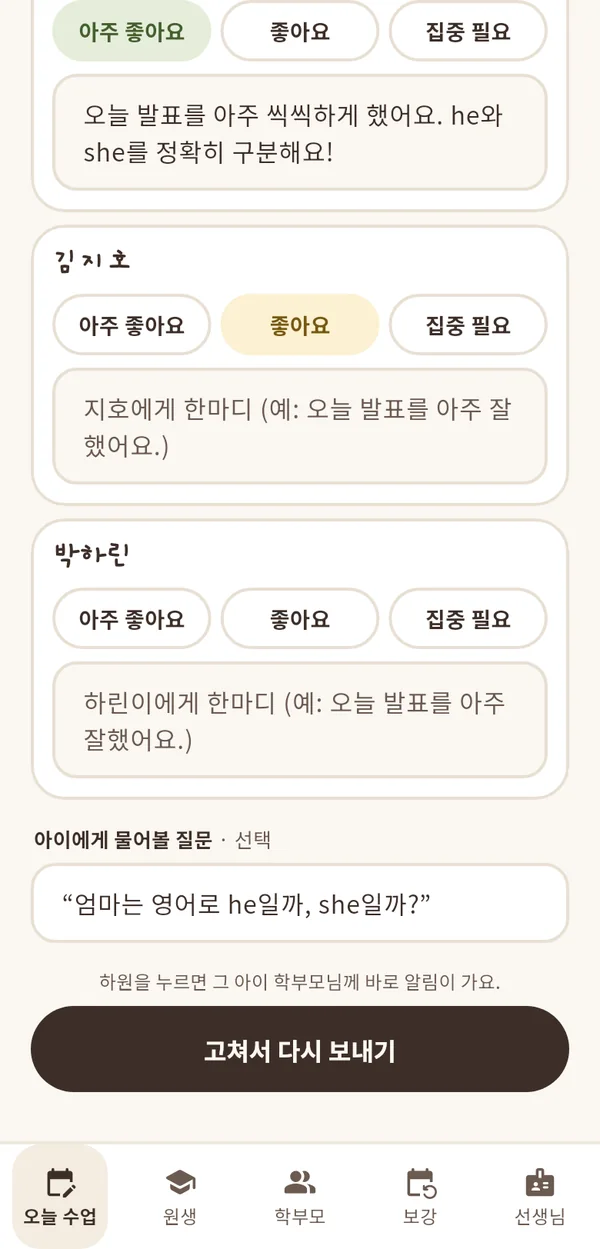 아주 좋아요 좋아요 집중 필요
오늘 발표를 아주 씩씩하게 했어요. he와
she를 정확히 구분해요!
김지호
아주 좋아요 좋아요 집중 필요
지호에게 한마디 (예: 오늘 발표를 아주 잘
했어요.)
박하린
아주 좋아요 좋아요 집중 필요
하린이에게 한마디 (예: 오늘 발표를 아주
잘했어요.)
아이에게 물어볼 질문 · 선택
“엄마는 영어로 he일까, she일까?”
하원을 누르면 그 아이 학부모님께 바로 알림이 가요.
고쳐서 다시 보내기
오늘 수업 원생 학부모 보강 선생님